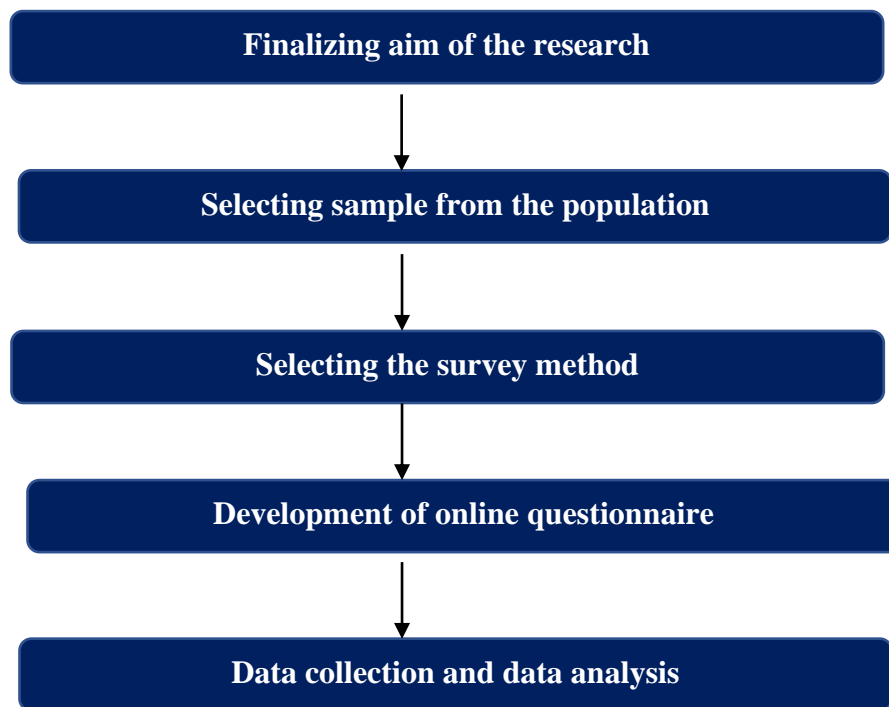 Finalizing aim of the research
Selecting sample from the population
Selecting the survey method
Development of online questionnaire
Data collection and data analysis